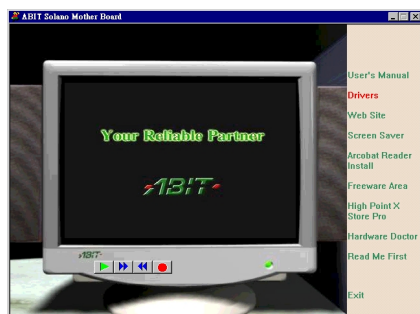 ABIT Solano Mother Board
Your Reliable Partner
ABIT
ABIT
User's Manual
Drivers
Web Site
Screen Saver
Arcobat Reader
Install
Freeware Area
High Point X
Store Pro
Hardware Doctor
Read Me First
Exit